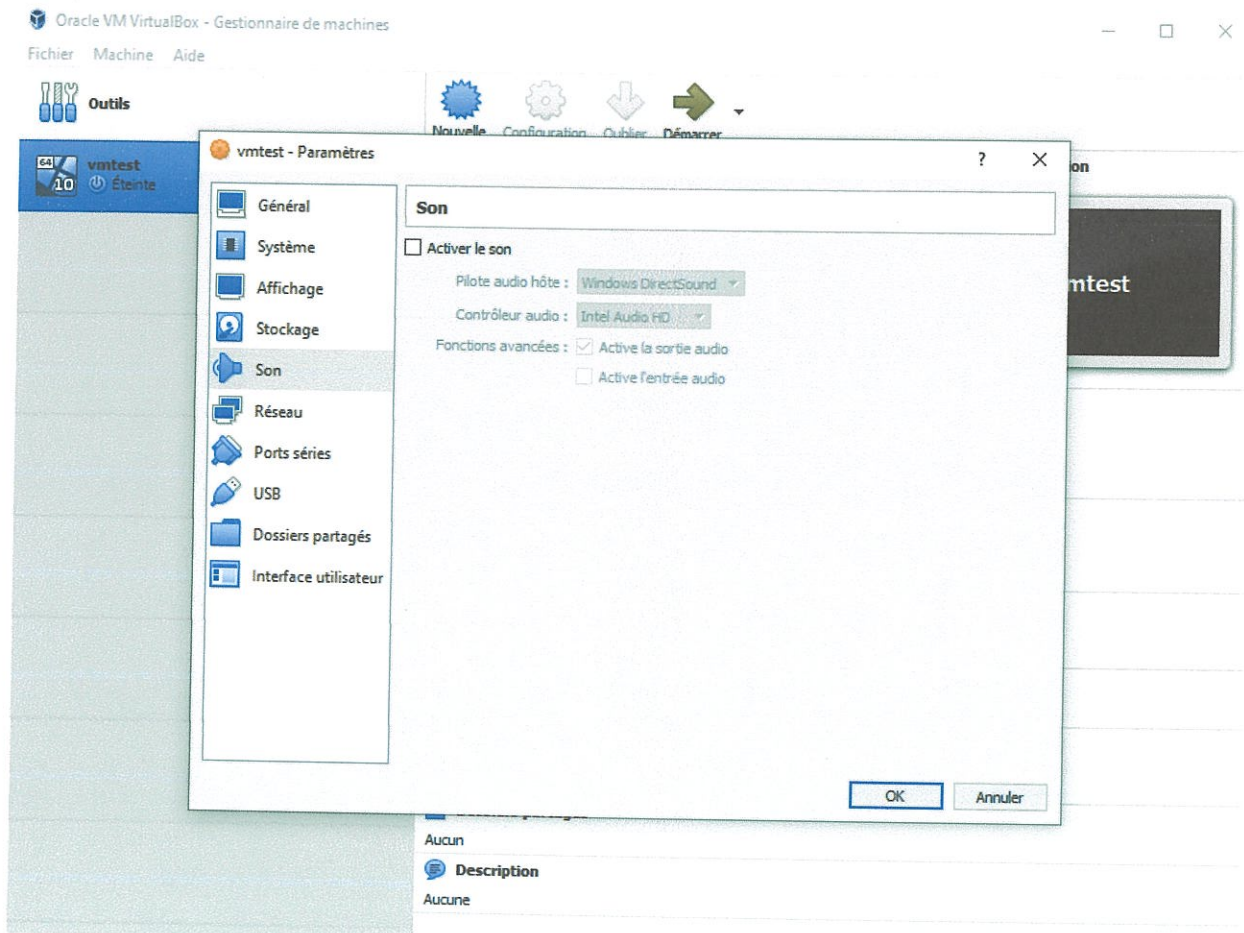 Oracle VM VirtualBox - Gestionnaire de machines
Fichier Machine Aide
Outils
Nouvelle Configuration Oublier Démarrer
64
10
vmtest
Éteinte
vmtest - Paramètres
?
Général
Système
Affichage
Stockage
Son
Réseau
Ports séries
USB
Dossiers partagés
Interface utilisateur
Son
Activer le son
Pilote audio hôte : Windows DirectSound
Contrôleur audio : Intel Audio HD
Fonctions avancées : Active la sortie audio
Active l'entrée audio
OK Annuler
on
mtest
Aucun
Description
Aucune